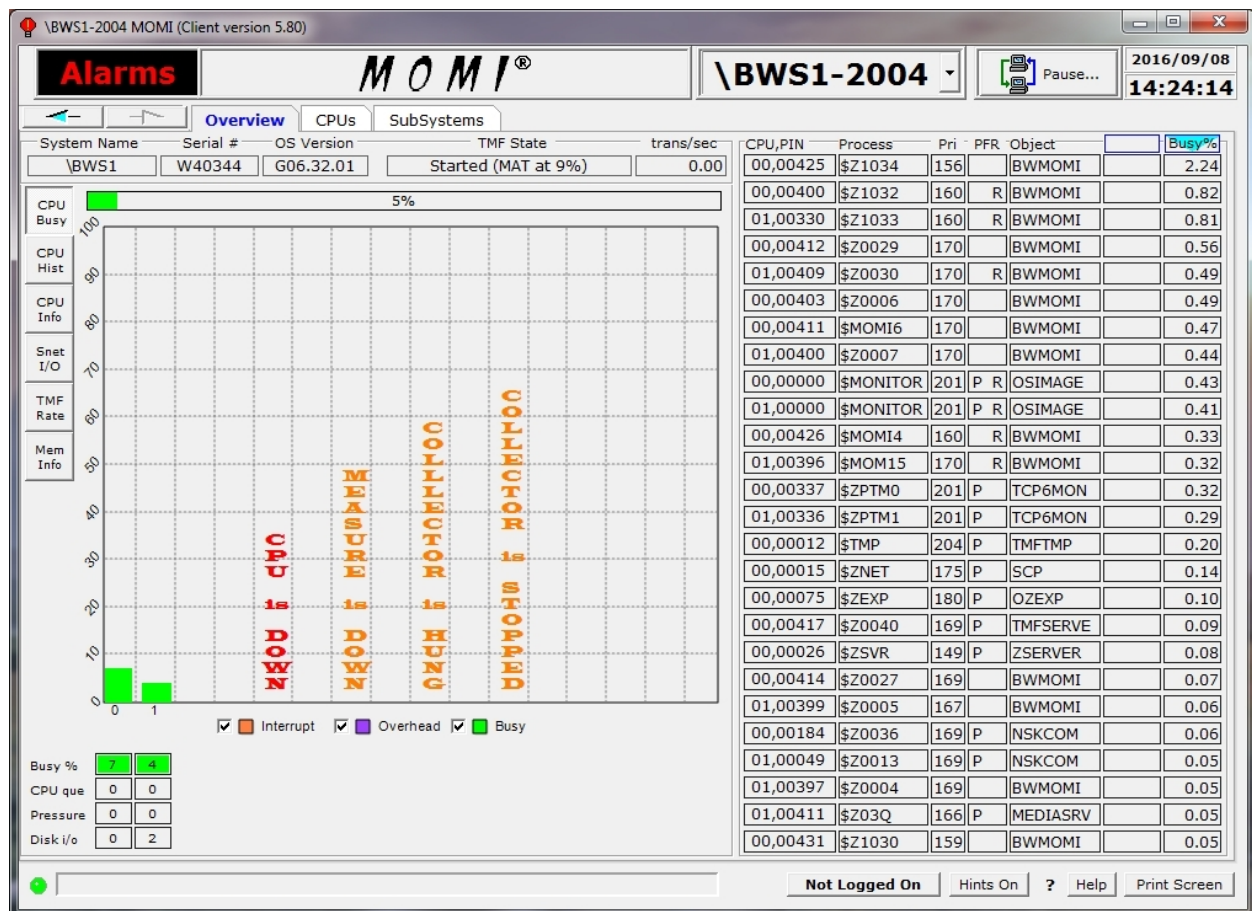 \BWS1-2004 MOMI (Client version 5.80)
Alarms
MOMI®
\BWS1-2004
Pause...
2016/09/08
14:24:14
Overview CPUs SubSystems
System Name Serial # OS Version TMF State trans/sec
\BWS1 W40344 G06.32.01 Started (MAT at 9%) 0.00
CPU Busy
CPU Hist
CPU Info
Snet I/O
TMF Rate
Mem Info
5%
100
90
80
70
60
50
40
30
20
10
0
CPU is DOWN
MEASURE is DOWN
COLLLECTOR is HUNG
COLLECTOR is STOPPED
0 1
Interrupt Overhead Busy
Busy % 7 4
CPU que 0 0
Pressure 0 0
Disk i/o 0 2
CPU,PIN Process Pri PFR Object Busy%
00,00425 $Z1034 156 BWMOMI 2.24
00,00400 $Z1032 160 R BWMOMI 0.82
01,00330 $Z1033 160 R BWMOMI 0.81
00,00412 $Z0029 170 BWMOMI 0.56
01,00409 $Z0030 170 R BWMOMI 0.49
00,00403 $Z0006 170 BWMOMI 0.49
00,00411 $MOMI6 170 BWMOMI 0.47
01,00400 $Z0007 170 BWMOMI 0.44
00,00000 $MONITOR 201 P R OSIMAGE 0.43
01,00000 $MONITOR 201 P R OSIMAGE 0.41
00,00426 $MOMI4 160 R BWMOMI 0.33
01,00396 $MOM15 170 R BWMOMI 0.32
00,00337 $ZPTM0 201 P TCP6MON 0.32
01,00336 $ZPTM1 201 P TCP6MON 0.29
00,00012 $TMP 204 P TMFTMP 0.20
00,00015 $ZNET 175 P SCP 0.14
00,00075 $ZEXP 180 P OZEXP 0.10
00,00417 $Z0040 169 P TMFSERVE 0.09
00,00026 $ZSVR 149 P ZSERVER 0.08
00,00414 $Z0027 169 BWMOMI 0.07
01,00399 $Z0005 167 BWMOMI 0.06
00,00184 $Z0036 169 P NSKCOM 0.06
01,00049 $Z0013 169 P NSKCOM 0.05
01,00397 $Z0004 169 BWMOMI 0.05
01,00411 $Z03Q 166 P MEDIASRV 0.05
00,00431 $Z1030 159 BWMOMI 0.05
Not Logged On Hints On ? Help Print Screen